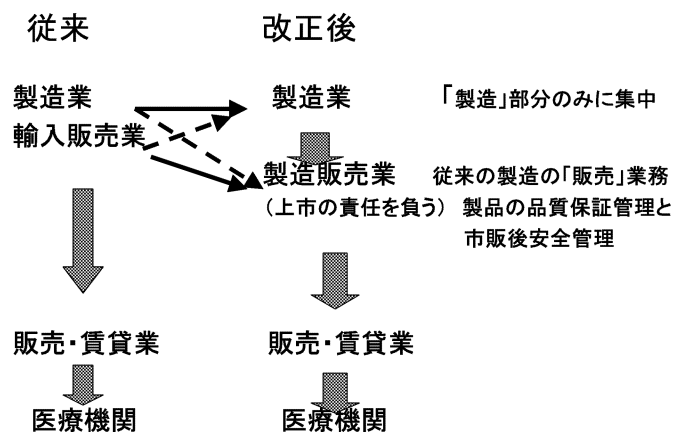 従来
改正後
製造業
輸入販売業
製造業
「製造」部分のみに集中
製造販売業
(上市の責任を負う)
従来の製造の「販売」業務
製品の品質保証管理と
市販後安全管理
販売・賃貸業
販売・賃貸業
医療機関
医療機関